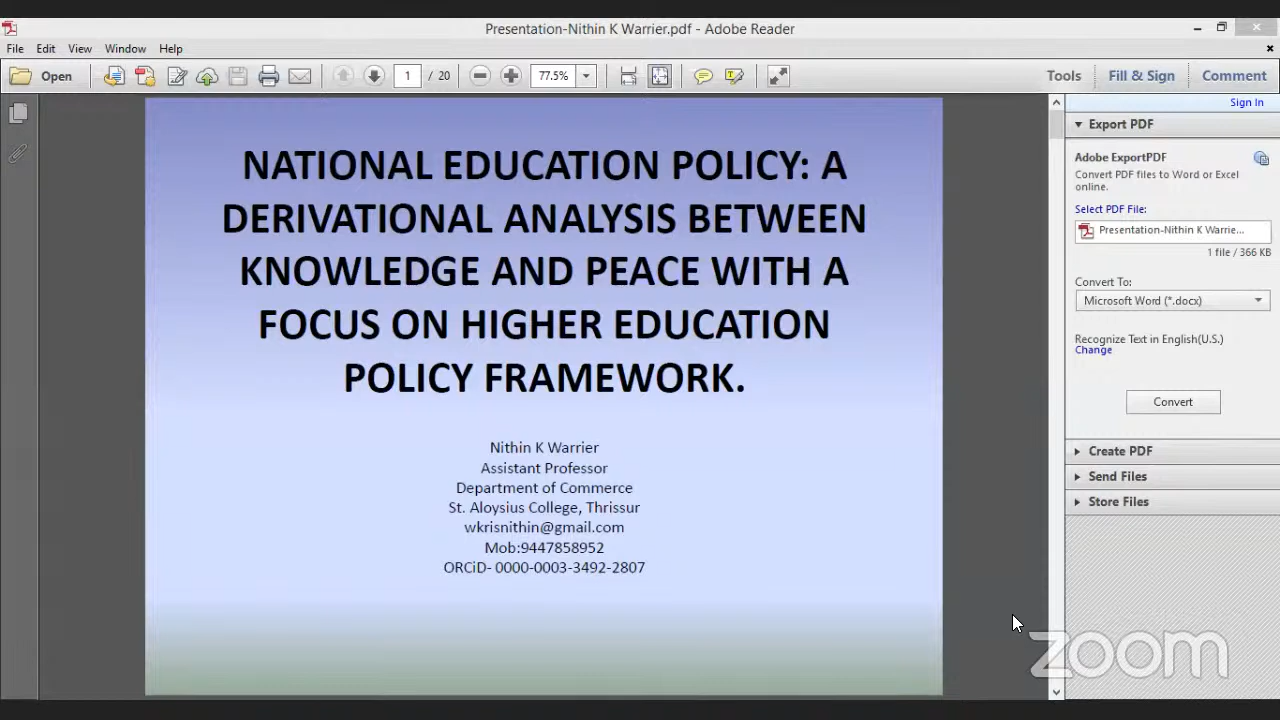 Presentation-Nithin K Warrier.pdf - Adobe Reader
File Edit View Window Help
Open 1 / 20 77.5% Tools Fill & Sign Comment
Sign In
Export PDF
Adobe ExportPDF
Convert PDF files to Word or Excel
online.
Select PDF File:
Presentation-Nithin K Warrie...
1 file / 366 KB
Convert To:
Microsoft Word (*.docx)
Recognize Text in English(U.S.)
Change
Convert
Create PDF
Send Files
Store Files
NATIONAL EDUCATION POLICY: A
DERIVATIONAL ANALYSIS BETWEEN
KNOWLEDGE AND PEACE WITH A
FOCUS ON HIGHER EDUCATION
POLICY FRAMEWORK.
Nithin K Warrier
Assistant Professor
Department of Commerce
St. Aloysius College, Thrissur
wkrisnithin@gmail.com
Mob:9447858952
ORCiD- 0000-0003-3492-2807
zoom